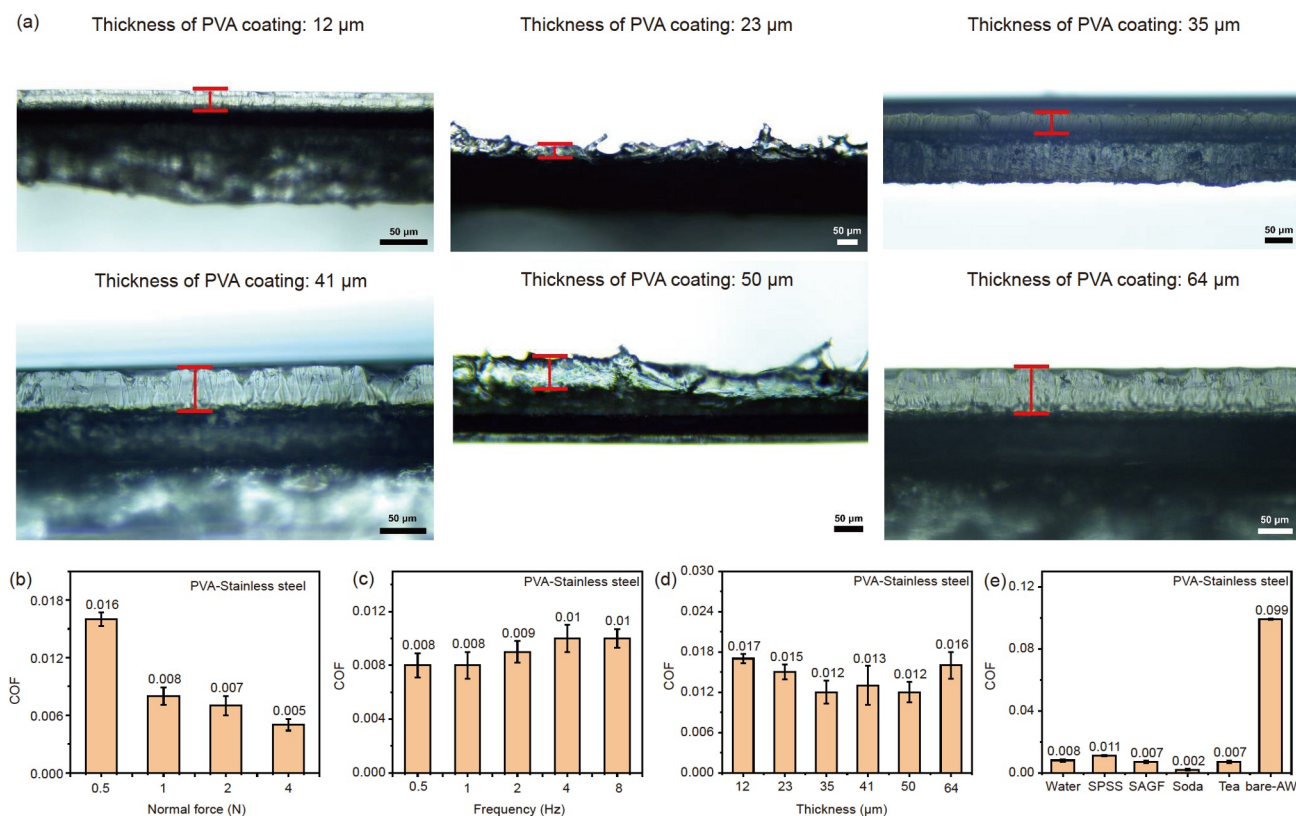 (a)
Thickness of PVA coating: 12 μm
Thickness of PVA coating: 23 μm
Thickness of PVA coating: 35 μm
50 μm
50 μm
50 μm
Thickness of PVA coating: 41 μm
Thickness of PVA coating: 50 μm
Thickness of PVA coating: 64 μm
50 μm
50 μm
50 μm
(b)
PVA-Stainless steel
COF
0.018
0.012
0.006
0.000
0.016
0.008
0.007
0.005
0.5 1 2 4
Normal force (N)
(c)
PVA-Stainless steel
COF
0.012
0.008
0.004
0.000
0.008
0.008
0.009
0.01
0.01
0.5 1 2 4 8
Frequency (Hz)
(d)
PVA-Stainless steel
COF
0.030
0.024
0.018
0.012
0.006
0.000
0.017
0.015
0.012
0.013
0.012
0.016
12 23 35 41 50 64
Thickness (μm)
(e)
PVA-Stainless steel
COF
0.12
0.08
0.04
0.00
0.008
0.011
0.007
0.002
0.007
0.099
Water SPSS SAGF Soda Tea bare-AW